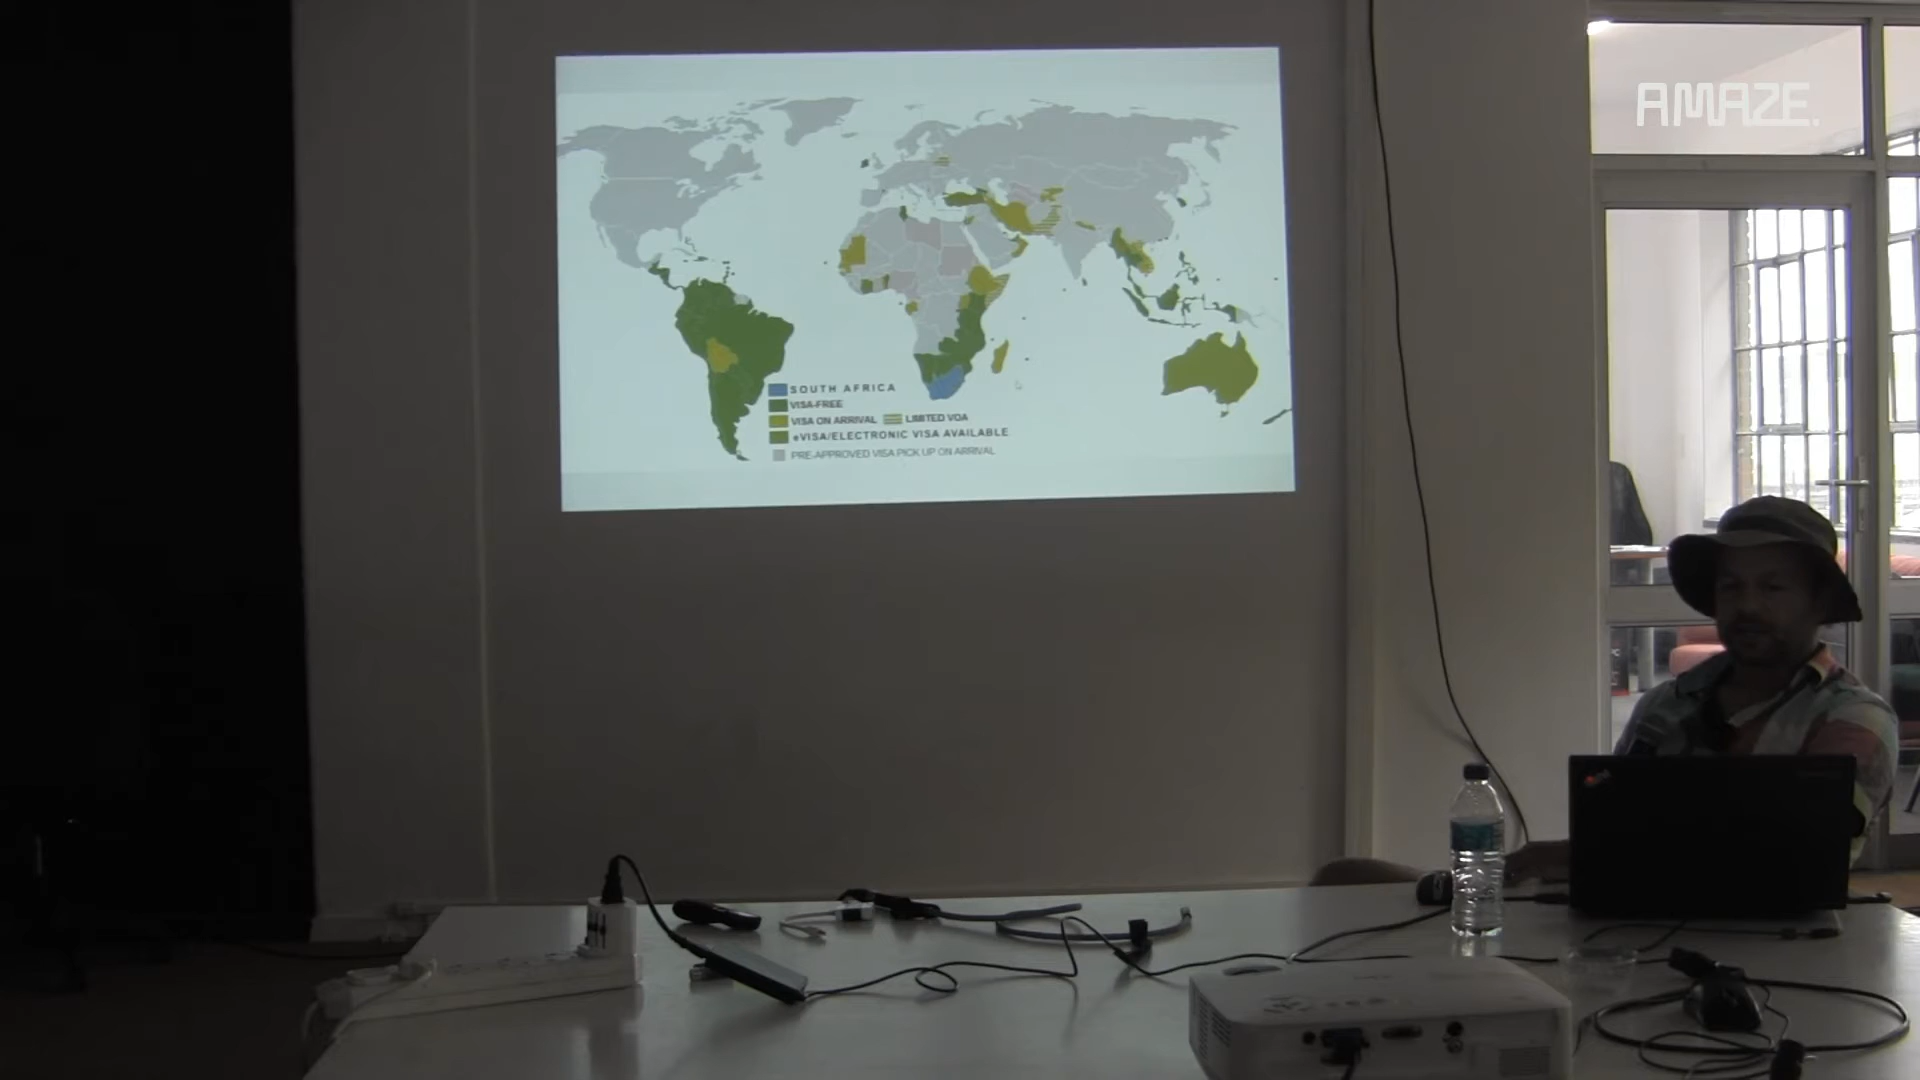 AMAZE.
SOUTH AFRICA
VISA-FREE
VISA ON ARRIVAL LIMITED VOA
eVISA/ELECTRONIC VISA AVAILABLE
PRE-APPROVED VISA PICK UP ON ARRIVAL